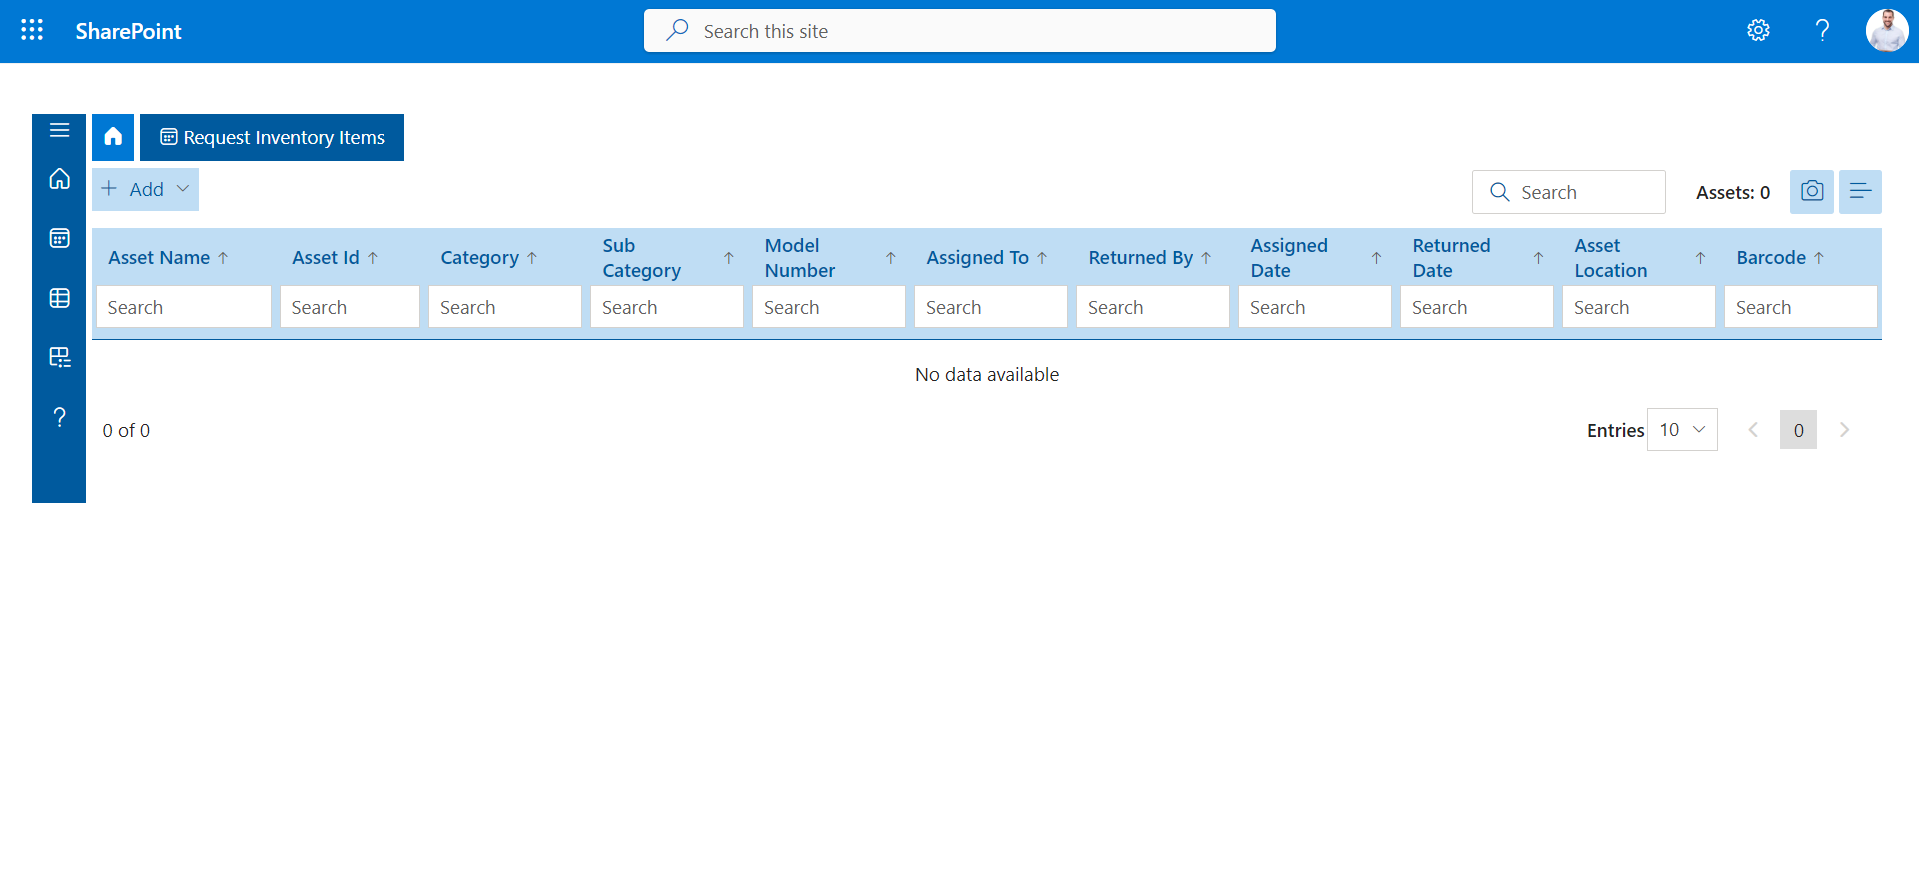 SharePoint
Search this site
Request Inventory Items
Add
Search
Assets: 0
Asset Name
Asset Id
Category
Sub
Category
Model
Number
Assigned To
Returned By
Assigned
Date
Returned
Date
Asset
Location
Barcode
Search
Search
Search
Search
Search
Search
Search
Search
Search
Search
Search
No data available
0 of 0
Entries
10
0